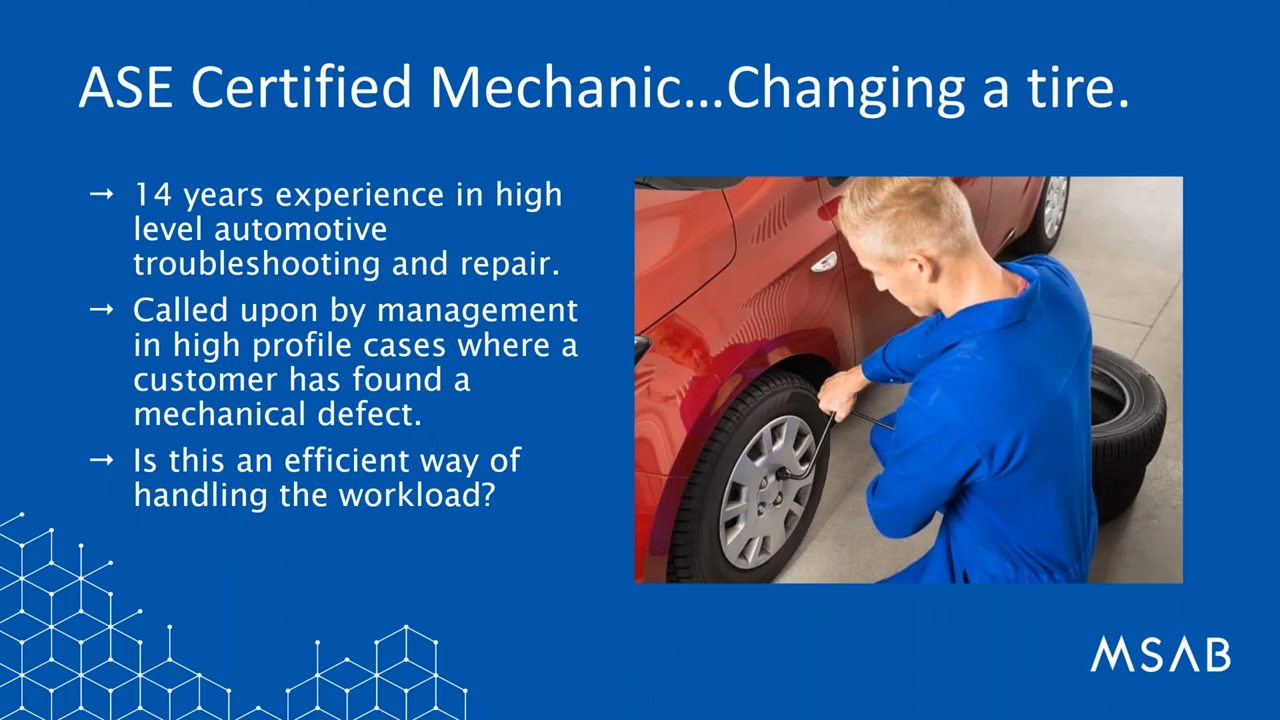 ASE Certified Mechanic...Changing a tire.
→ 14 years experience in high
level automotive
troubleshooting and repair.
→ Called upon by management
in high profile cases where a
customer has found a
mechanical defect.
→ Is this an efficient way of
handling the workload?
MSAB